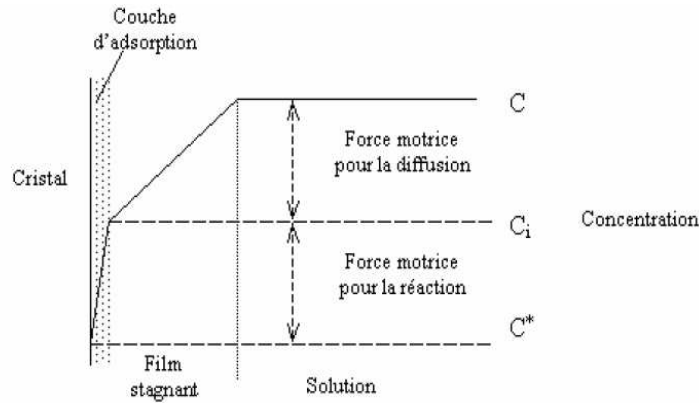 Couche
d'adsorption
C
Force motrice
pour la diffusion
Cristal
Ci
Concentration
Force motrice
pour la réaction
C*
Film
stagnant
Solution